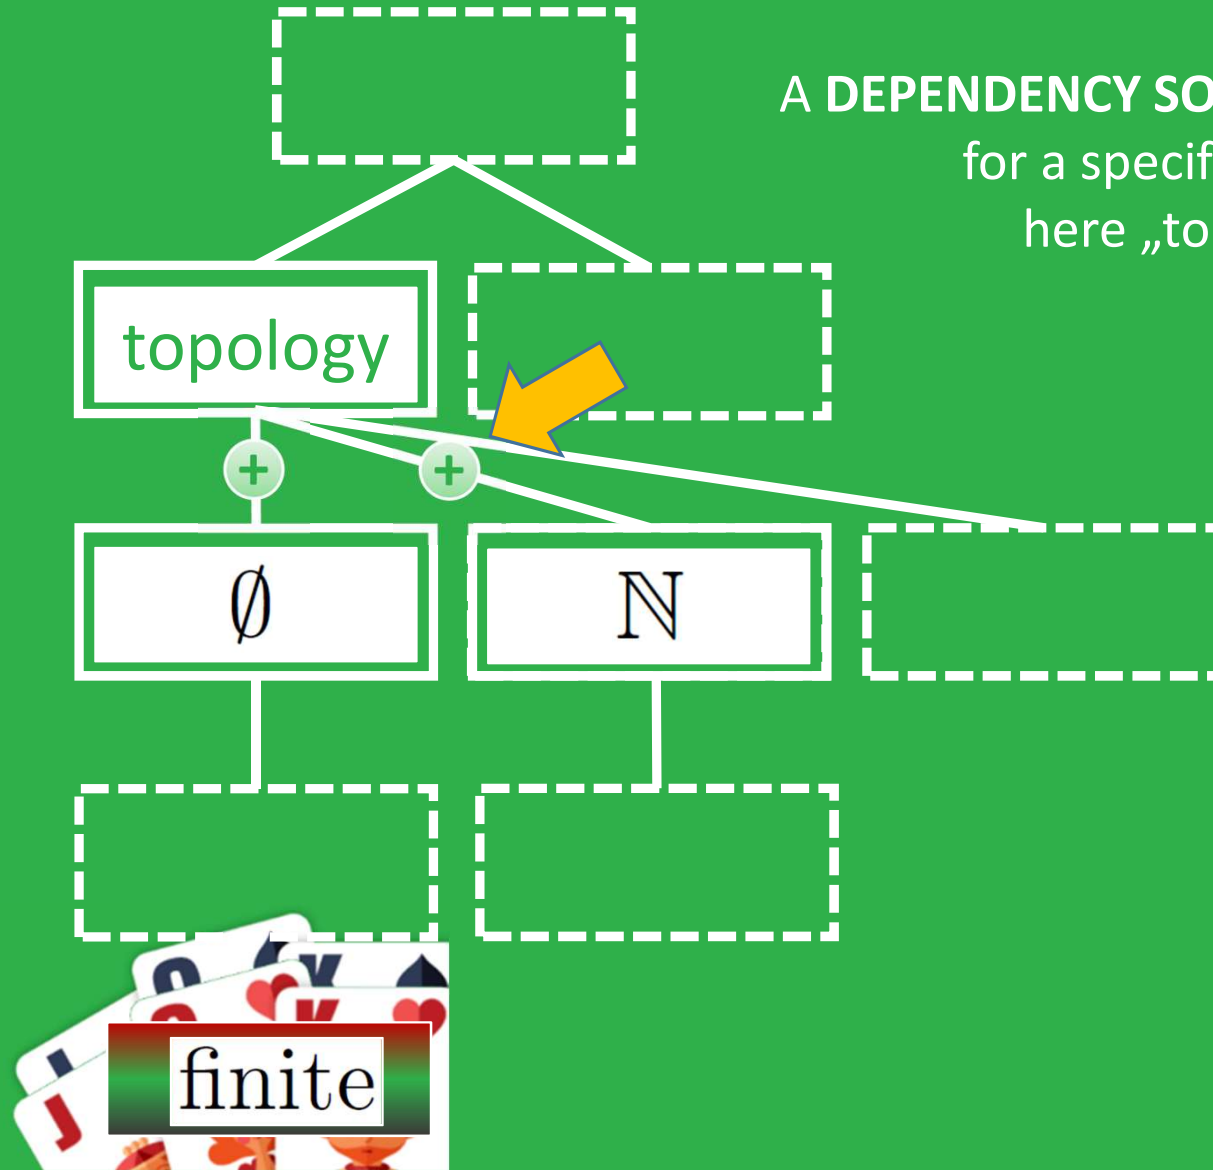 A DEPENDENCY SO
for a specif
here „to
topology
+ +
∅ ℕ
Q K
Q K
J
J
finite